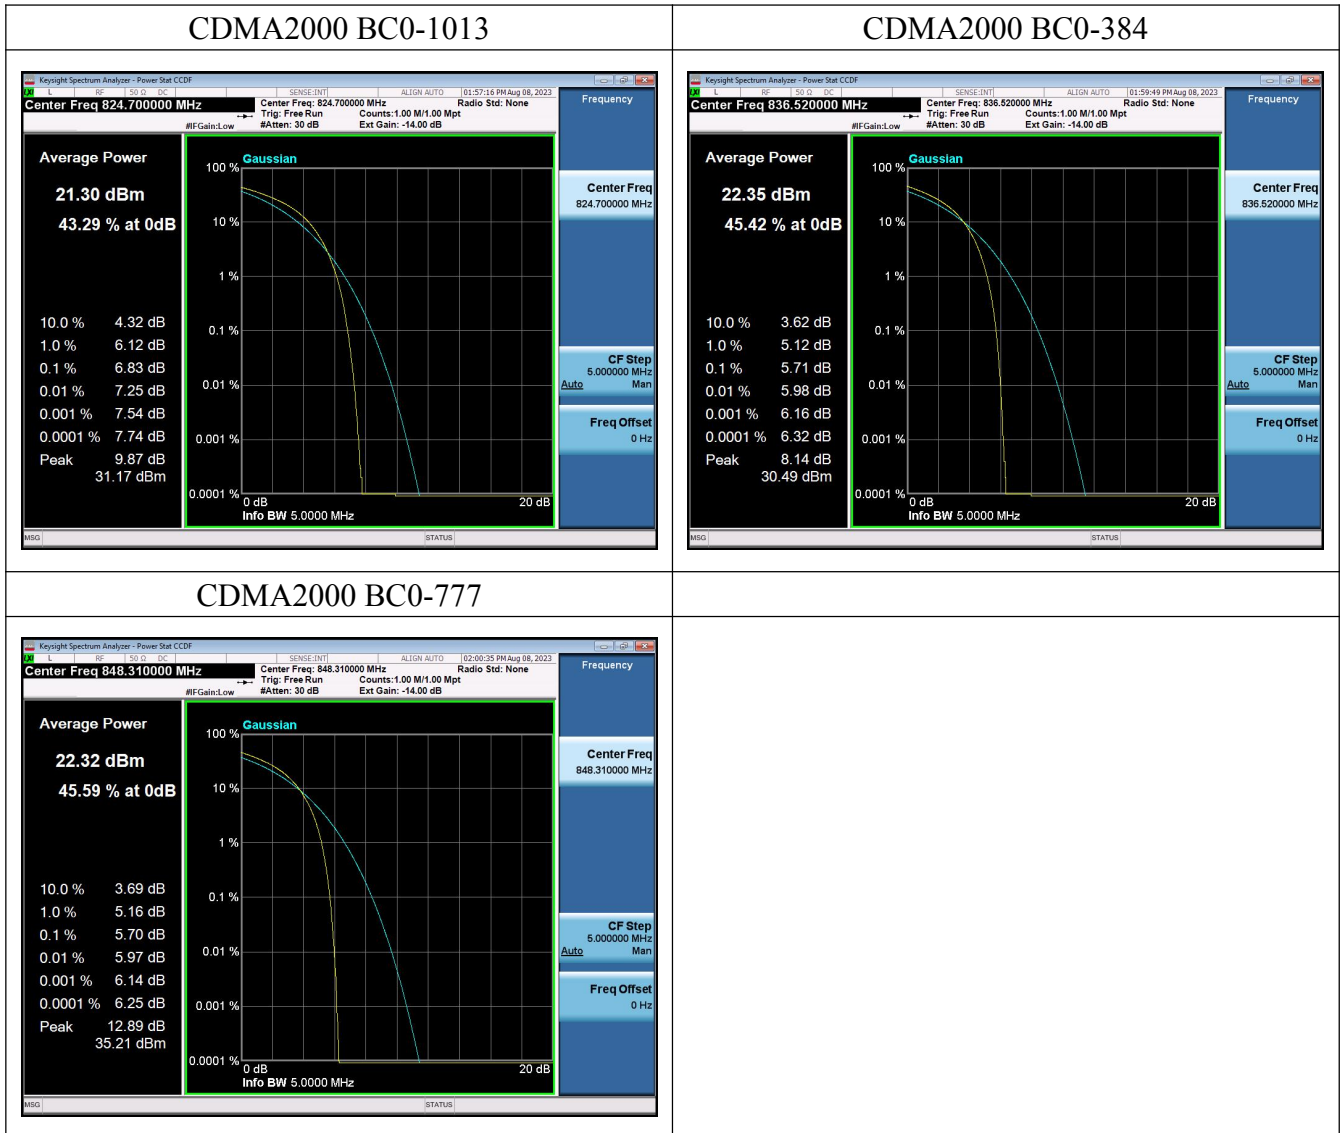 CDMA2000 BC0-1013
CDMA2000 BC0-384
Keysight Spectrum Analyzer - Power Stat CCDF
L RF 50 Ω DC SENSE:INT ALIGN AUTO 01:57:16 PM Aug 08, 2023
Center Freq 824.700000 MHz
Center Freq: 824.700000 MHz Radio Std: None
Trig: Free Run Counts:1.00 M/1.00 Mpt
#IFGain:Low #Atten: 30 dB Ext Gain: -14.00 dB
Average Power
21.30 dBm
43.29 % at 0dB
10.0 % 4.32 dB
1.0 % 6.12 dB
0.1 % 6.83 dB
0.01 % 7.25 dB
0.001 % 7.54 dB
0.0001 % 7.74 dB
Peak 9.87 dB
31.17 dBm
Gaussian
100 %
10 %
1 %
0.1 %
0.01 %
0.001 %
0.0001 %
0 dB 20 dB
Info BW 5.0000 MHz
Frequency
Center Freq
824.700000 MHz
CF Step
5.000000 MHz
Auto Man
Freq Offset
0 Hz
MSG STATUS
Keysight Spectrum Analyzer - Power Stat CCDF
L RF 50 Ω DC SENSE:INT ALIGN AUTO 01:59:49 PM Aug 08, 2023
Center Freq 836.520000 MHz
Center Freq: 836.520000 MHz Radio Std: None
Trig: Free Run Counts:1.00 M/1.00 Mpt
#IFGain:Low #Atten: 30 dB Ext Gain: -14.00 dB
Average Power
22.35 dBm
45.42 % at 0dB
10.0 % 3.62 dB
1.0 % 5.12 dB
0.1 % 5.71 dB
0.01 % 5.98 dB
0.001 % 6.16 dB
0.0001 % 6.32 dB
Peak 8.14 dB
30.49 dBm
Gaussian
100 %
10 %
1 %
0.1 %
0.01 %
0.001 %
0.0001 %
0 dB 20 dB
Info BW 5.0000 MHz
Frequency
Center Freq
836.520000 MHz
CF Step
5.000000 MHz
Auto Man
Freq Offset
0 Hz
MSG STATUS
CDMA2000 BC0-777
Keysight Spectrum Analyzer - Power Stat CCDF
L RF 50 Ω DC SENSE:INT ALIGN AUTO 02:00:35 PM Aug 08, 2023
Center Freq 848.310000 MHz
Center Freq: 848.310000 MHz Radio Std: None
Trig: Free Run Counts:1.00 M/1.00 Mpt
#IFGain:Low #Atten: 30 dB Ext Gain: -14.00 dB
Average Power
22.32 dBm
45.59 % at 0dB
10.0 % 3.69 dB
1.0 % 5.16 dB
0.1 % 5.70 dB
0.01 % 5.97 dB
0.001 % 6.14 dB
0.0001 % 6.25 dB
Peak 12.89 dB
35.21 dBm
Gaussian
100 %
10 %
1 %
0.1 %
0.01 %
0.001 %
0.0001 %
0 dB 20 dB
Info BW 5.0000 MHz
Frequency
Center Freq
848.310000 MHz
CF Step
5.000000 MHz
Auto Man
Freq Offset
0 Hz
MSG STATUS